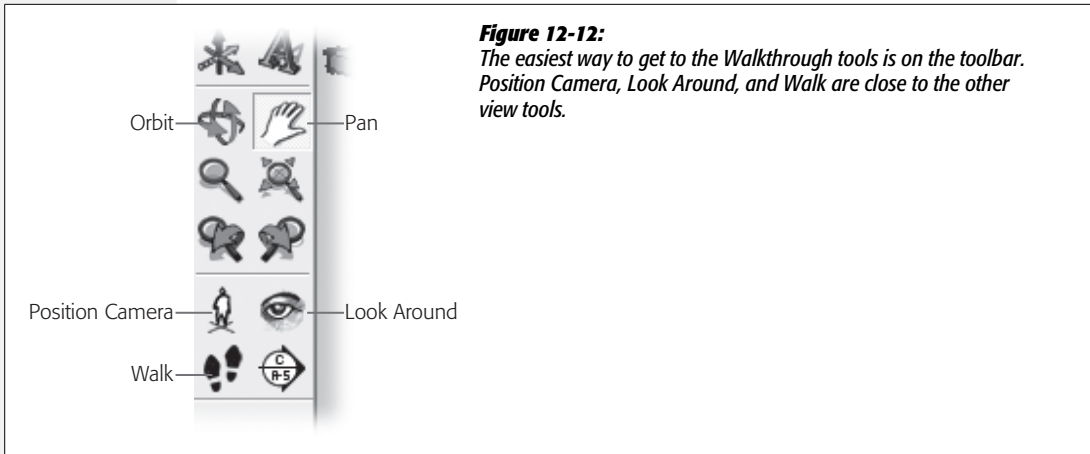 Figure 12-12:
The easiest way to get to the Walkthrough tools is on the toolbar.
Position Camera, Look Around, and Walk are close to the other
view tools.
Orbit
Pan
Position Camera
Look Around
Walk
C
A-5